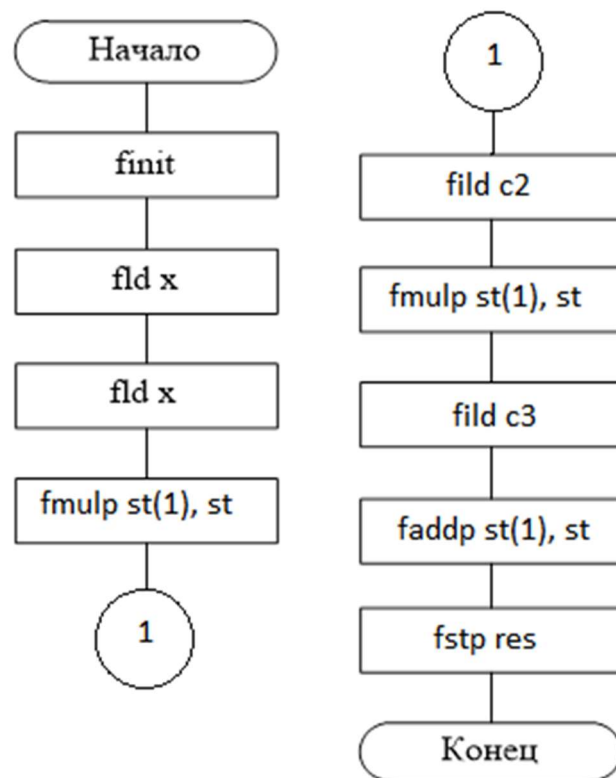 Начало
finit
fld x
fld x
fmulp st(1), st
1
1
fild c2
fmulp st(1), st
fild c3
faddp st(1), st
fstp res
Конец